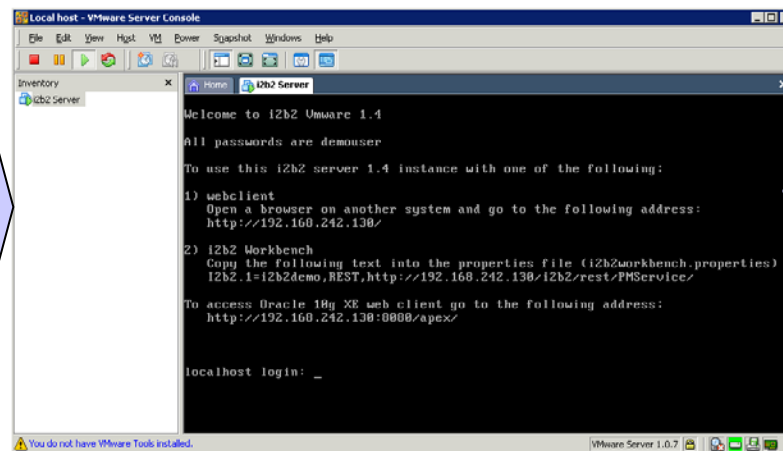 Local host - VMware Server Console
File Edit View Host VM Power Snapshot Windows Help
Inventory
i2b2 Server
Home i2b2 Server
Welcome to i2b2 Vmware 1.4
All passwords are demouser
To use this i2b2 server 1.4 instance with one of the following:
1) webclient
Open a browser on another system and go to the following address:
http://192.168.242.130/
2) i2b2 Workbench
Copy the following text into the properties file (i2b2workbench.properties)
I2b2.1=i2b2demo,REST,http://192.168.242.130/i2b2/rest/PMService/
To access Oracle 10g XE web client go to the following address:
http://192.168.242.130:8080/apex/
localhost login: _
You do not have VMware Tools installed.
VMware Server 1.0.7